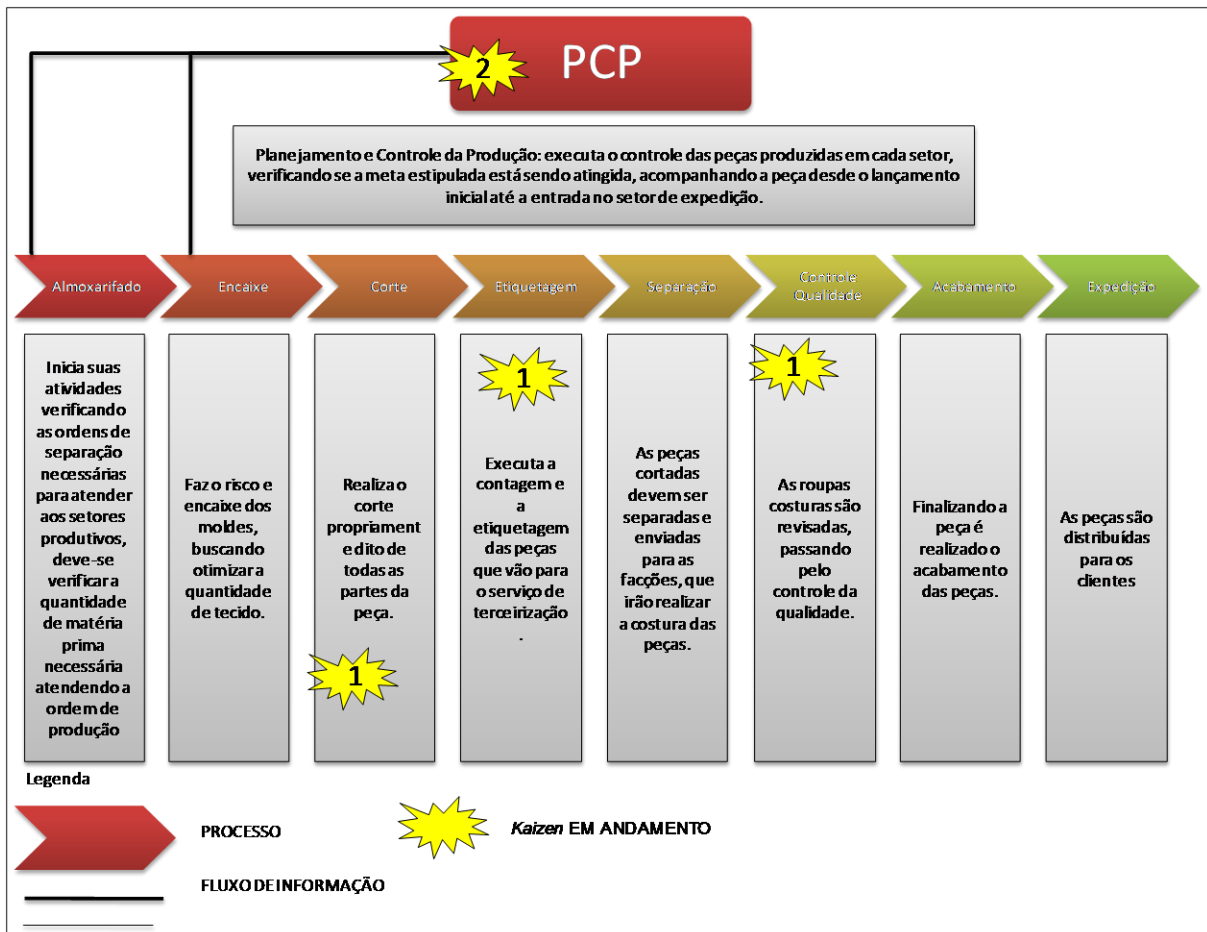 2
PCP
Planejamento e Controle da Produção: executa o controle das peças produzidas em cada setor,
verificando se a meta estipulada está sendo atingida, acompanhando a peça desde o lançamento
inicial até a entrada no setor de expedição.
Almoxarifado
Encaixe
Corte
Etiquetagem
Separação
Controle
Qualidade
Acabamento
Expedição
Inicia suas
atividades
verificando
as ordens de
separação
necessárias
para atender
aos setores
produtivos,
deve-se
verificar a
quantidade
de matéria
prima
necessária
atendendo a
ordem de
produção
Faz o risco e
encaixe dos
moldes,
buscando
otimizar a
quantidade
de tecido.
Realiza o
corte
propriament
e dito de
todas as
partes da
peça.
1
1
Executa a
contagem e
a
etiquetagem
das peças
que vão para
o serviço de
terceirização
.
As peças
cortadas
devem ser
separadas e
enviadas
para as
facções, que
irão realizar
a costura das
peças.
1
As roupas
costuras são
revisadas,
passando
pelo
controle da
qualidade.
Finalizando a
peça é
realizado o
acabamento
das peças.
As peças são
distribuídas
para os
clientes
Legenda
PROCESSO
Kaizen EM ANDAMENTO
FLUXO DE INFORMAÇÃO